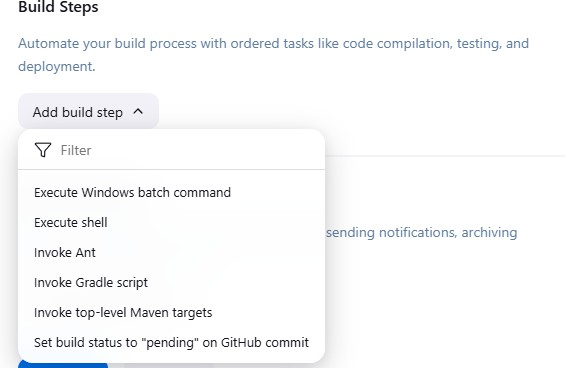 Build Steps
Automate your build process with ordered tasks like code compilation, testing, and
deployment.
Add build step
Filter
Execute Windows batch command
Execute shell
sending notifications, archiving
Invoke Ant
Invoke Gradle script
Invoke top-level Maven targets
Set build status to "pending" on GitHub commit